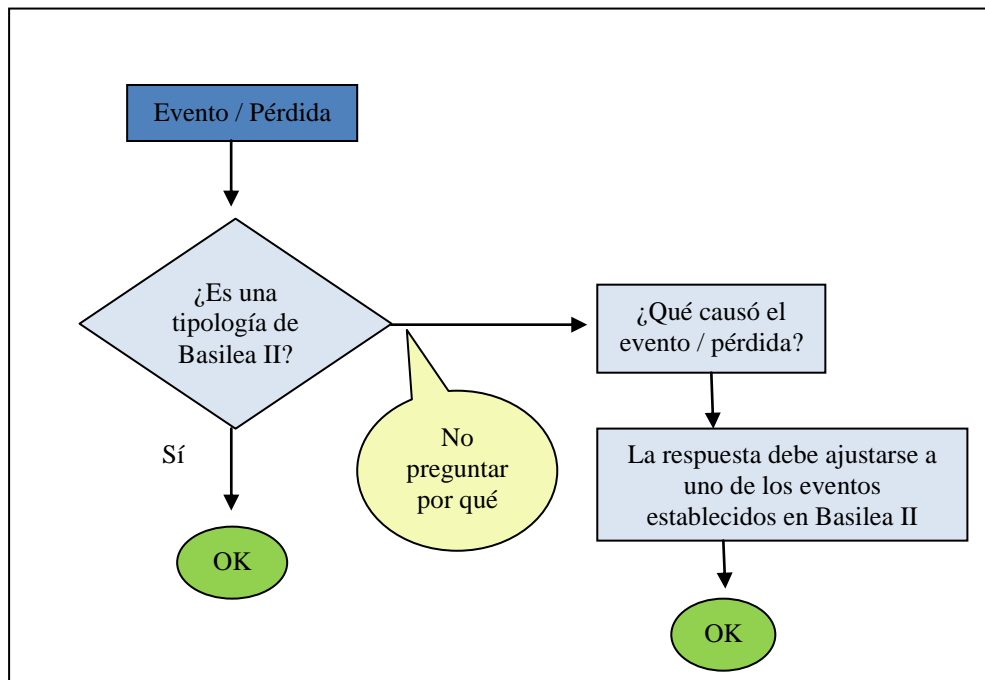 Evento / Pérdida
¿Es una
tipología de
Basilea II?
¿Qué causó el
evento / pérdida?
No
preguntar
por qué
Sí
La respuesta debe ajustarse a
uno de los eventos
establecidos en Basilea II
OK
OK